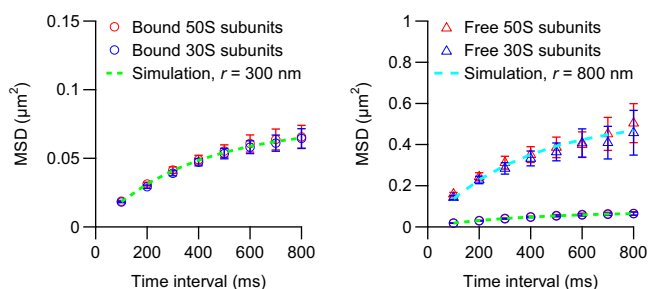 Bound 50S subunits
Bound 30S subunits
Simulation, r = 300 nm
MSD (µm²)
0.15
0.1
0.05
0
0 200 400 600 800
Time interval (ms)
Free 50S subunits
Free 30S subunits
Simulation, r = 800 nm
MSD (µm²)
1
0.8
0.6
0.4
0.2
0
0 200 400 600 800
Time interval (ms)